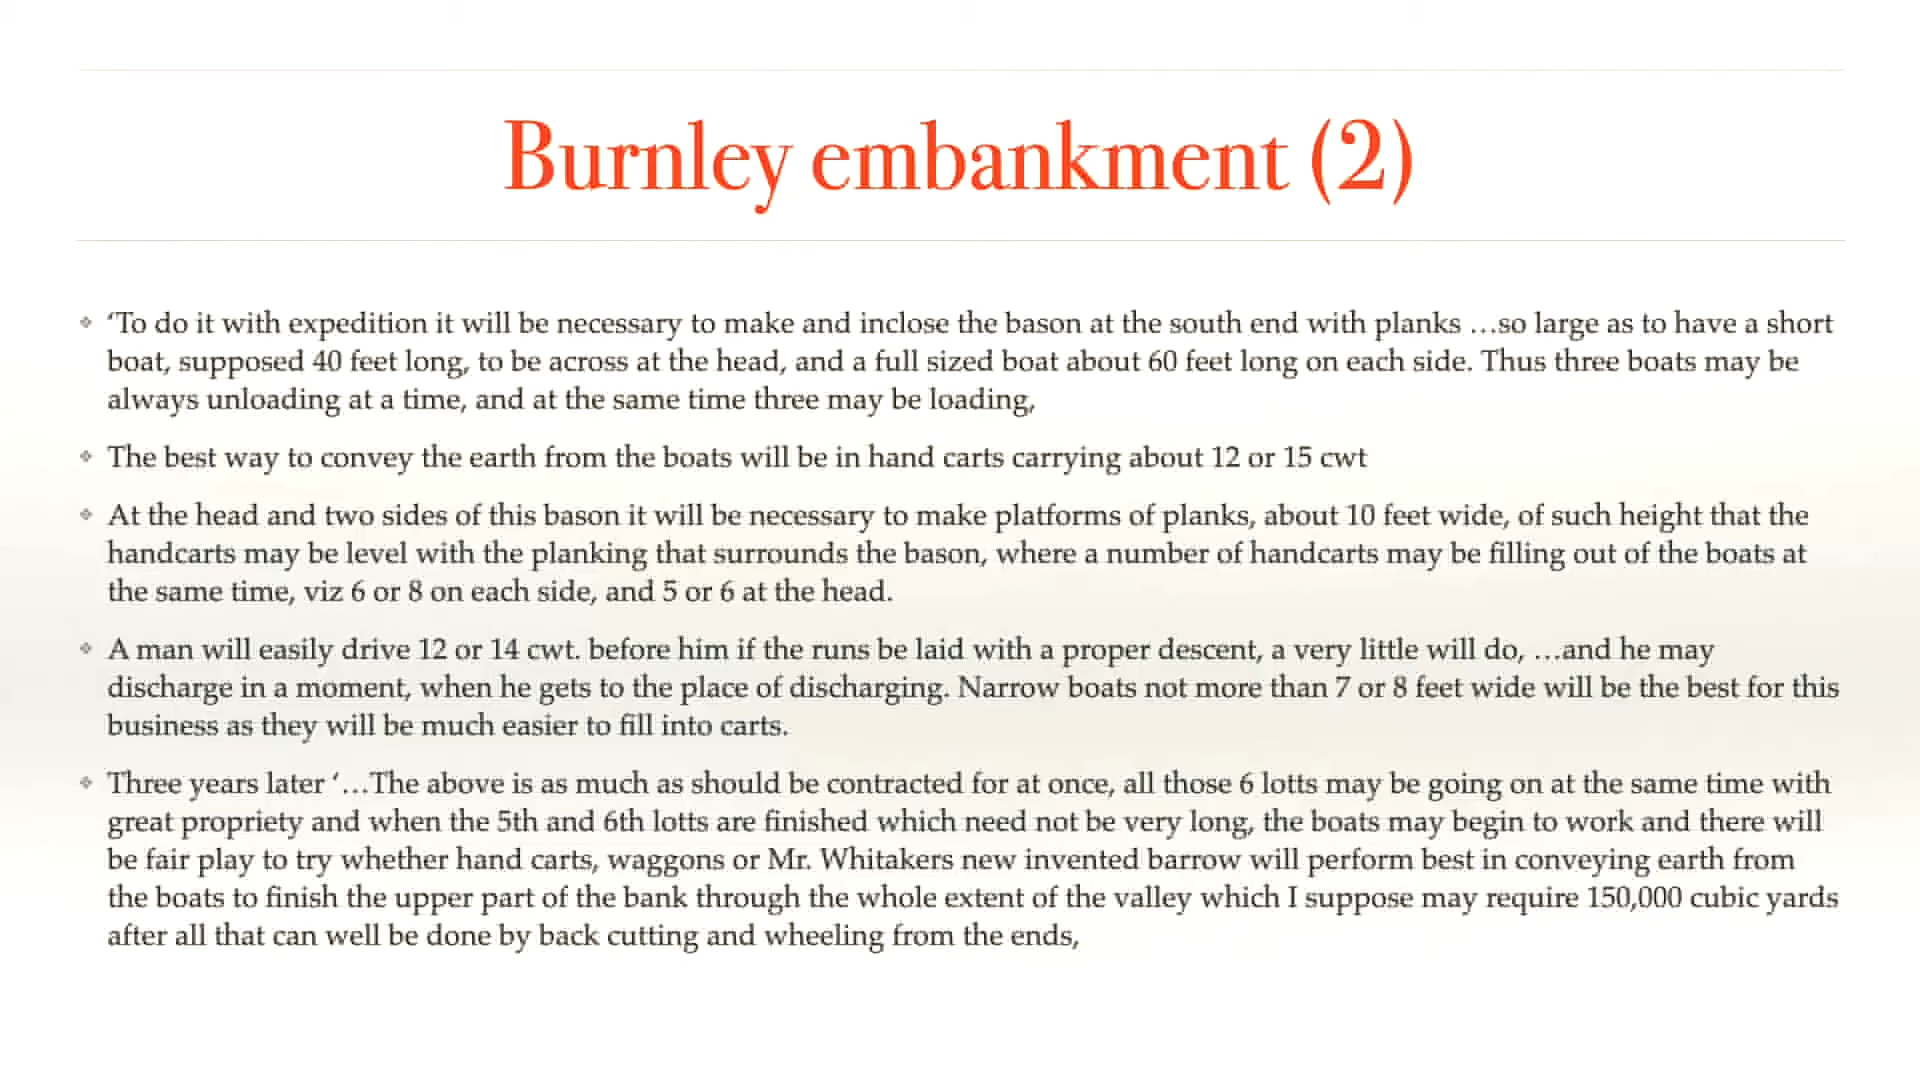 Burnley embankment (2)
‘To do it with expedition it will be necessary to make and inclose the bason at the south end with planks …so large as to have a short
boat, supposed 40 feet long, to be across at the head, and a full sized boat about 60 feet long on each side. Thus three boats may be
always unloading at a time, and at the same time three may be loading,
The best way to convey the earth from the boats will be in hand carts carrying about 12 or 15 cwt
At the head and two sides of this bason it will be necessary to make platforms of planks, about 10 feet wide, of such height that the
handcarts may be level with the planking that surrounds the bason, where a number of handcarts may be filling out of the boats at
the same time, viz 6 or 8 on each side, and 5 or 6 at the head.
A man will easily drive 12 or 14 cwt. before him if the runs be laid with a proper descent, a very little will do, …and he may
discharge in a moment, when he gets to the place of discharging. Narrow boats not more than 7 or 8 feet wide will be the best for this
business as they will be much easier to fill into carts.
Three years later ‘…The above is as much as should be contracted for at once, all those 6 lotts may be going on at the same time with
great propriety and when the 5th and 6th lotts are finished which need not be very long, the boats may begin to work and there will
be fair play to try whether hand carts, waggons or Mr. Whitakers new invented barrow will perform best in conveying earth from
the boats to finish the upper part of the bank through the whole extent of the valley which I suppose may require 150,000 cubic yards
after all that can well be done by back cutting and wheeling from the ends,